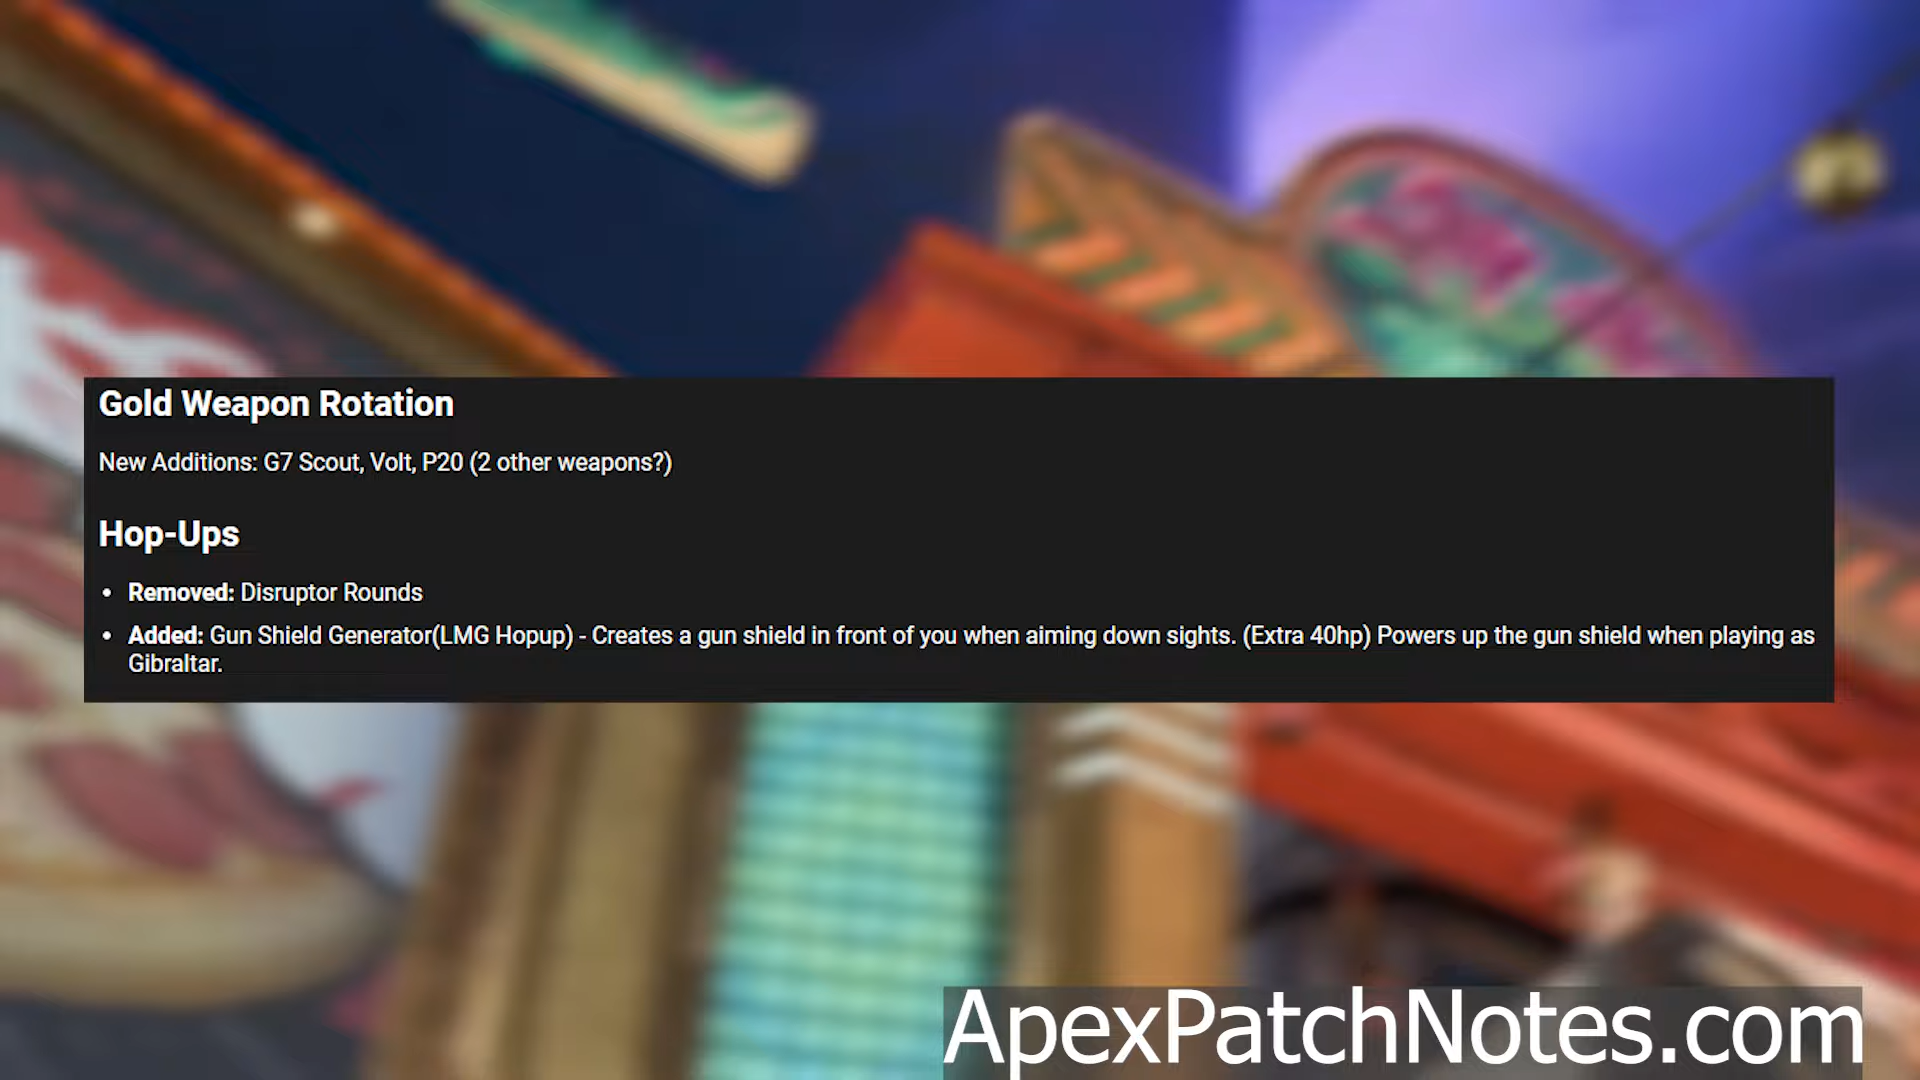 Gold Weapon Rotation
New Additions: G7 Scout, Volt, P20 (2 other weapons?)
Hop-Ups
• Removed: Disruptor Rounds
• Added: Gun Shield Generator(LMG Hopup) - Creates a gun shield in front of you when aiming down sights. (Extra 40hp) Powers up the gun shield when playing as
Gibraltar.
ApexPatchNotes.com